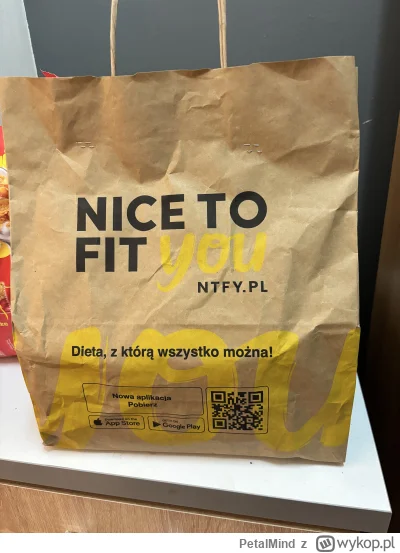 NICE TO
FIT you
NTFY.PL
Dieta, z którą wszystko można!
Nowa aplikacja
Pobierz
App Store
Google Play
PetalMind z wykop.pl